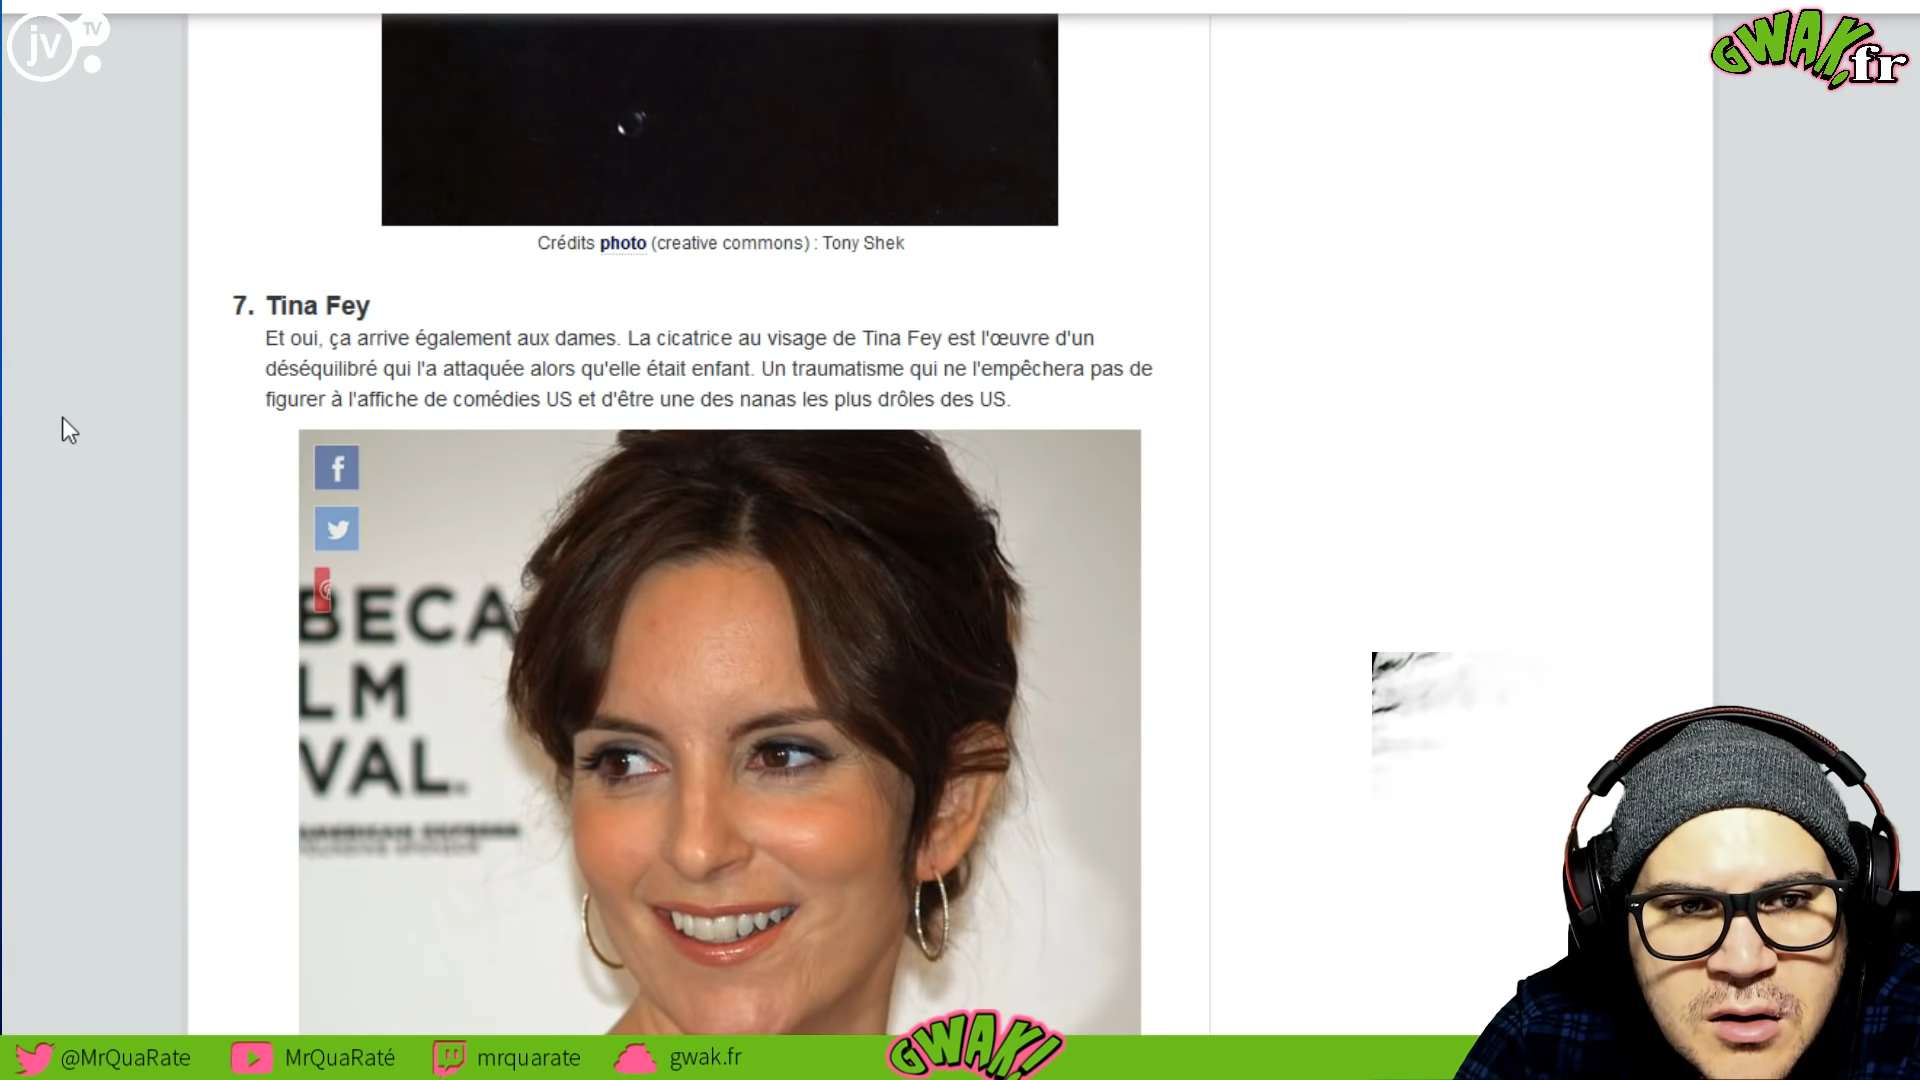 jv TV
GWAK!.fr
Crédits photo (creative commons) : Tony Shek
7. Tina Fey
Et oui, ça arrive également aux dames. La cicatrice au visage de Tina Fey est l'œuvre d'un
déséquilibré qui l'a attaquée alors qu'elle était enfant. Un traumatisme qui ne l'empêchera pas de
figurer à l'affiche de comédies US et d'être une des nanas les plus drôles des US.
f
BECA
LM
VAL.
AMERICAN EXPRESS
@MrQuaRate
MrQuaRaté
mrquarate
gwak.fr
GWAK!